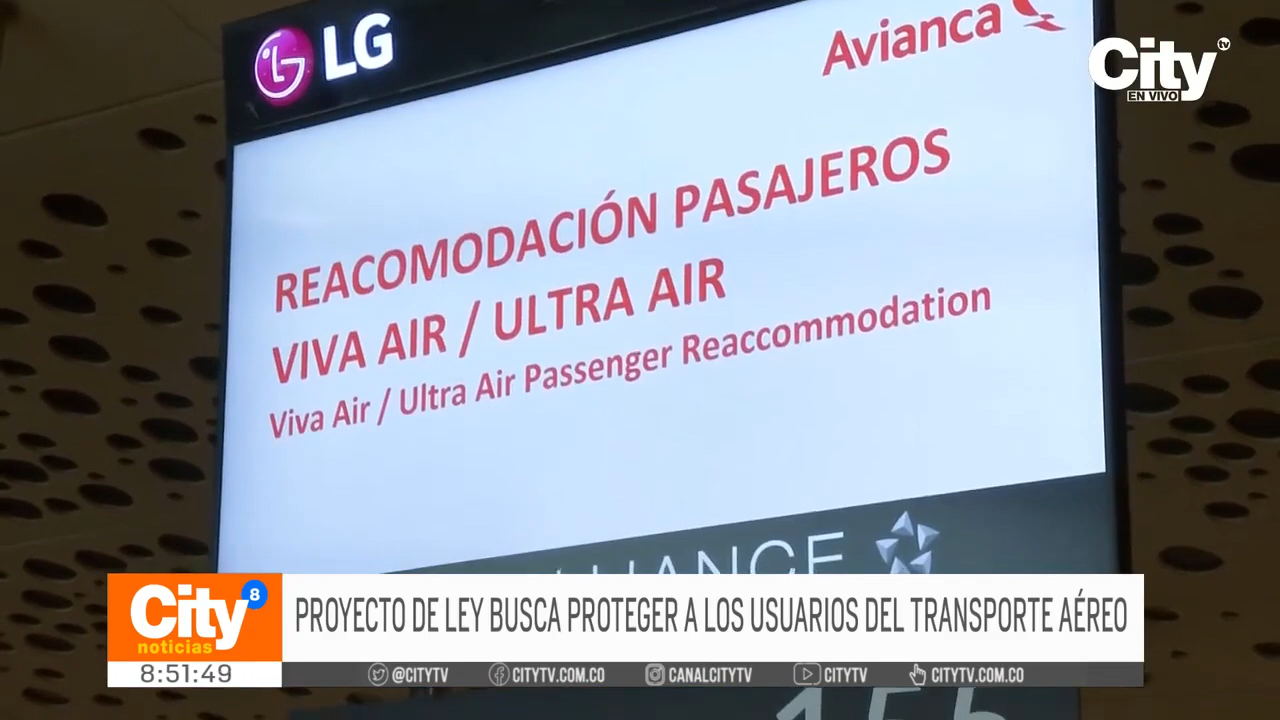 LG
Avianca
City tv
EN VIVO
REACOMODACIÓN PASAJEROS
VIVA AIR / ULTRA AIR
Viva Air / Ultra Air Passenger Reaccommodation
City 8
noticias
PROYECTO DE LEY BUSCA PROTEGER A LOS USUARIOS DEL TRANSPORTE AÉREO
8:51:49
@CITYTV
CITYTV.COM.CO
CANALCITYTV
CITYTV
CITYTV.COM.CO